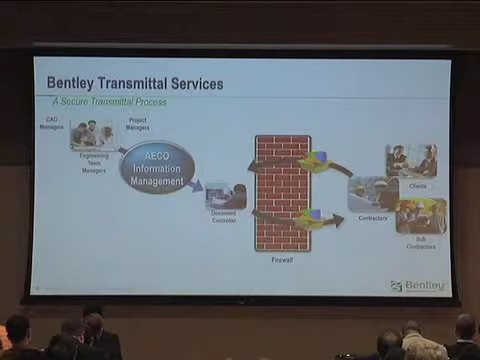 Bentley Transmittal Services
A Secure Transmittal Process
CAD
Managers
Project
Managers
Engineering
Team
Managers
AECO
Information
Management
Document
Controller
Firewall
Contractors
Clients
Sub
Contractors
Bentley